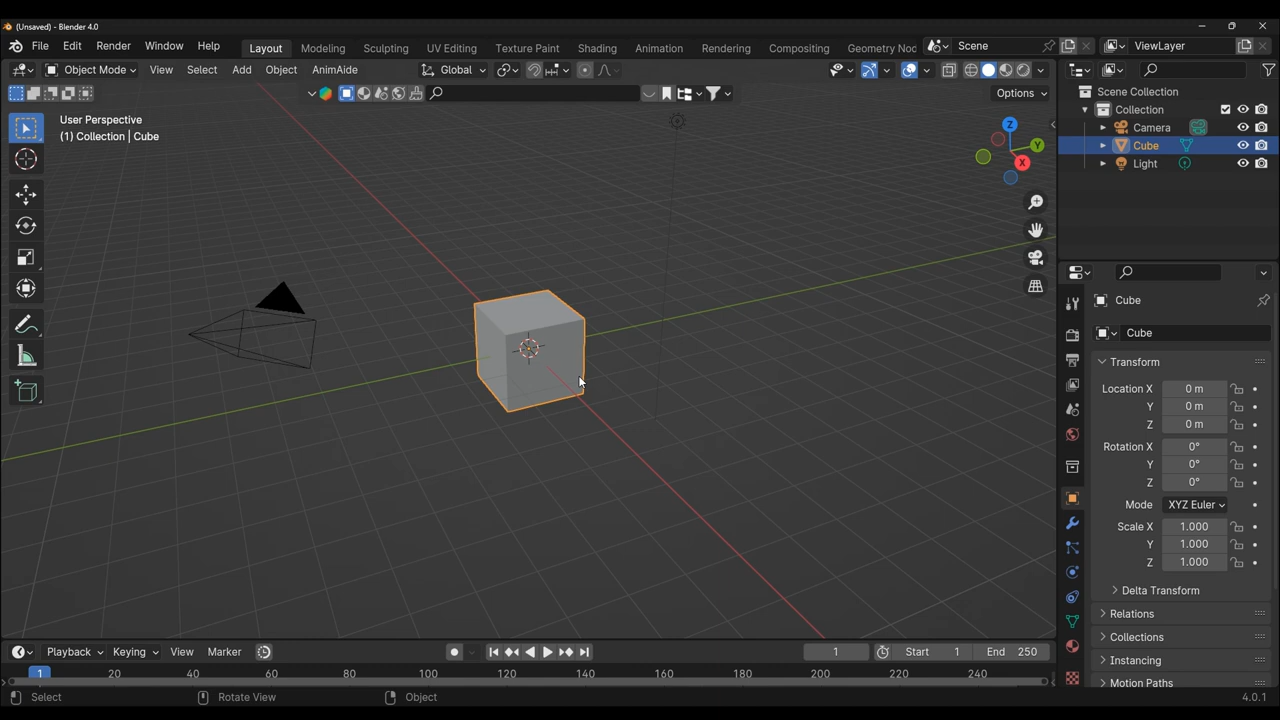 (Unsaved) - Blender 4.0
File Edit Render Window Help Layout Modeling Sculpting UV Editing Texture Paint Shading Animation Rendering Compositing Geometry Noc Scene ViewLayer
Object Mode View Select Add Object AnimAide Global
Options
User Perspective
(1) Collection | Cube
Z
Y
X
Scene Collection
Collection
Camera
Cube
Light
Cube
Cube
Transform
Location X 0 m
Y 0 m
Z 0 m
Rotation X 0°
Y 0°
Z 0°
Mode XYZ Euler
Scale X 1.000
Y 1.000
Z 1.000
Delta Transform
Relations
Collections
Instancing
Motion Paths
Playback Keying View Marker 1 Start 1 End 250
1 20 40 60 80 100 120 140 160 180 200 220 240
Select Rotate View Object 4.0.1